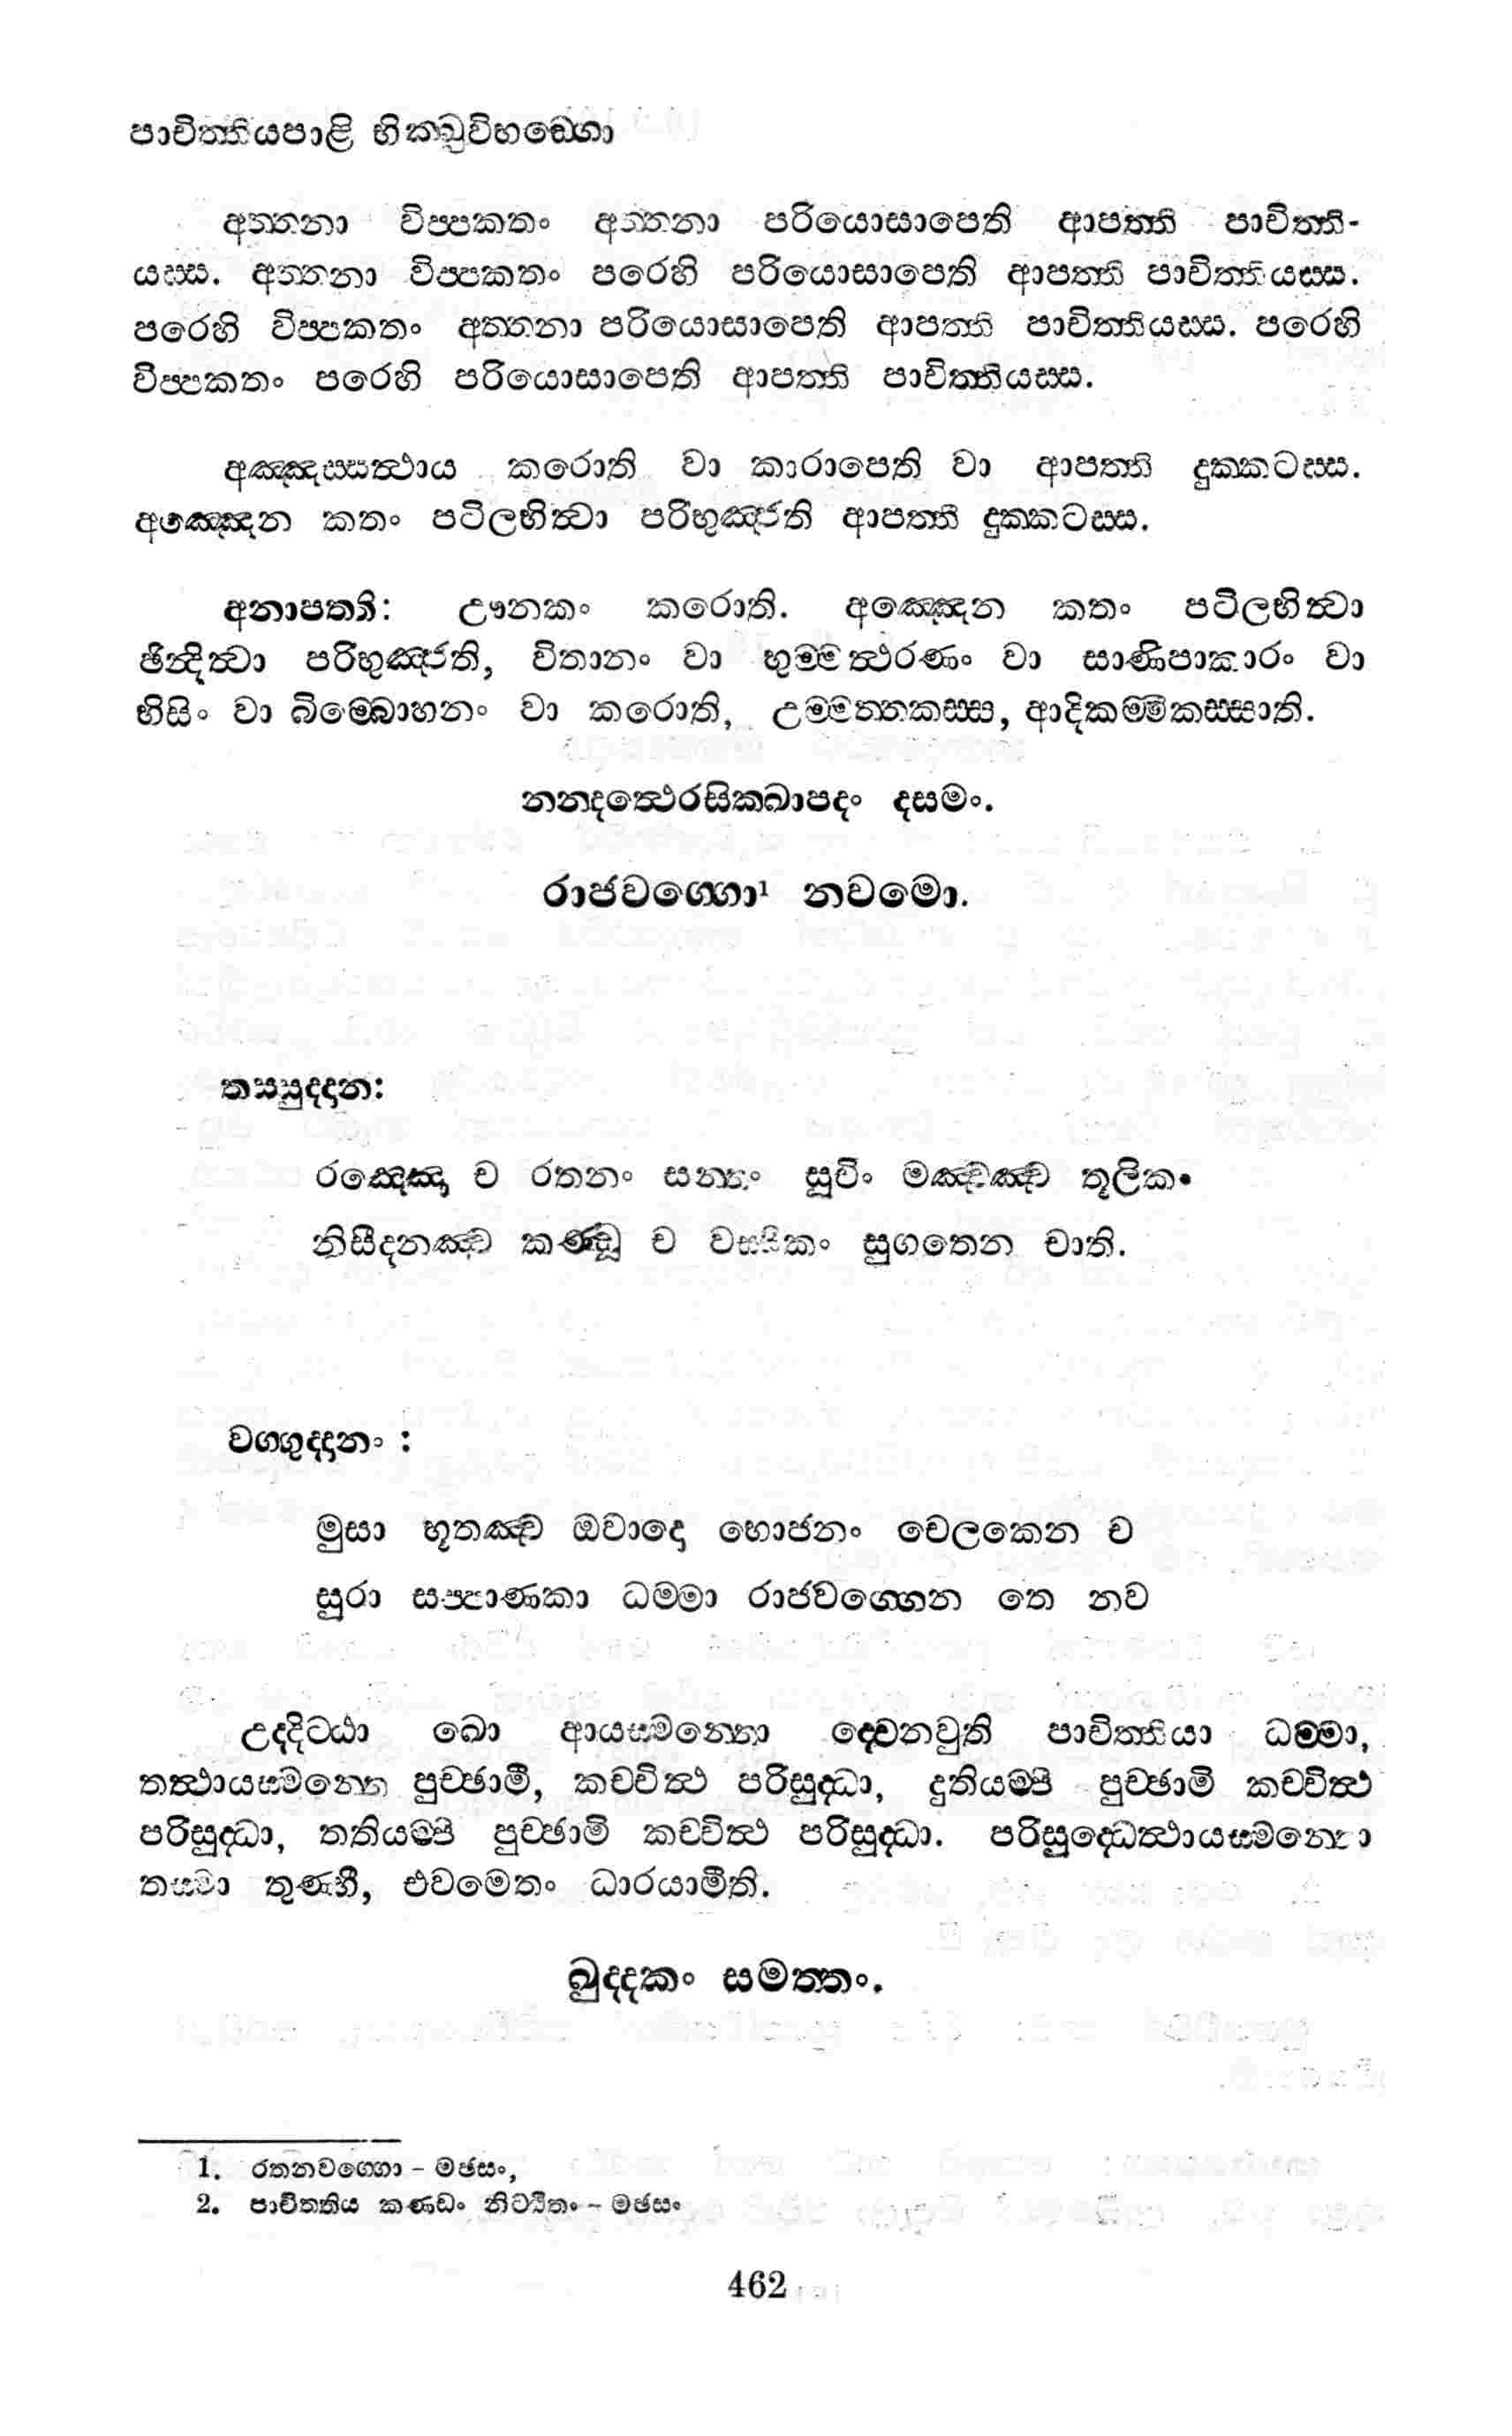 පාචිත්තියපාළි භික්ඛුවිභඞ්ගො
අත්තනා විප්පකතං අත්තනා පරියොසාපෙති ආපත්ති පාචිත්ති-
යස්ස. අත්තනා විප්පකතං පරෙහි පරියොසාපෙති ආපත්ති පාචිත්තියස්ස.
පරෙහි විප්පකතං අත්තනා පරියොසාපෙති ආපත්ති පාචිත්තියස්ස. පරෙහි
විප්පකතං පරෙහි පරියොසාපෙති ආපත්ති පාචිත්තියස්ස.
අඤ්ඤස්සත්ථාය කරොති වා කාරාපෙති වා ආපත්ති දුක්කටස්ස.
අඤ්ඤෙන කතං පටිලභිත්වා පරිභුඤ්ජති ආපත්ති දුක්කටස්ස.
අනාපත්ති: ඌනකං කරොති. අඤ්ඤෙන කතං පටිලභිත්වා
ඡින්දිත්වා පරිභුඤ්ජති, විතානං වා භුම්මත්ථරණං වා සාණිපාකාරං වා
භිසිං වා බිම්බොහනං වා කරොති, උම්මත්තකස්ස, ආදිකම්මිකස්සාති.
නන්දත්ථෙරසික්ඛාපදං දසමං.
රාජවග්ගො¹ නවමො.
තස්සුද්දාන:
රඤ්ඤෙ ච රතනං සන්තං සූචිං මඤ්චඤ්ච තූලිකං
නිසීදනඤ්ච කණ්ඩූ ච වස්සිකං සුගතෙන චාති.
වග්ගුද්දානං :
මුසා භූතඤ්ච ඔවාදො භොජනං චෙලකෙන ච
සූරා සප්පාණකා ධම්මා රාජවග්ගෙන තෙ නව
උද්දිට්ඨා ඛො ආයස්මන්තො ද්වෙනවුති පාචිත්තියා ධම්මා,
තත්ථායස්මන්තෙ පුච්ඡාමි, කච්චිත්ථ පරිසුද්ධා, දුතියම්පි පුච්ඡාමි කච්චිත්ථ
පරිසුද්ධා, තතියම්පි පුච්ඡාමි කච්චිත්ථ පරිසුද්ධා. පරිසුද්ධෙත්ථායස්මන්තො
තස්මා තුණ්හී, එවමෙතං ධාරයාමීති.
ඛුද්දකං සමත්තං.
1. රතනවග්ගො – මඡසං,
2. පාචිත්තිය කණ්ඩං නිට්ඨිතං – මඡසං
462